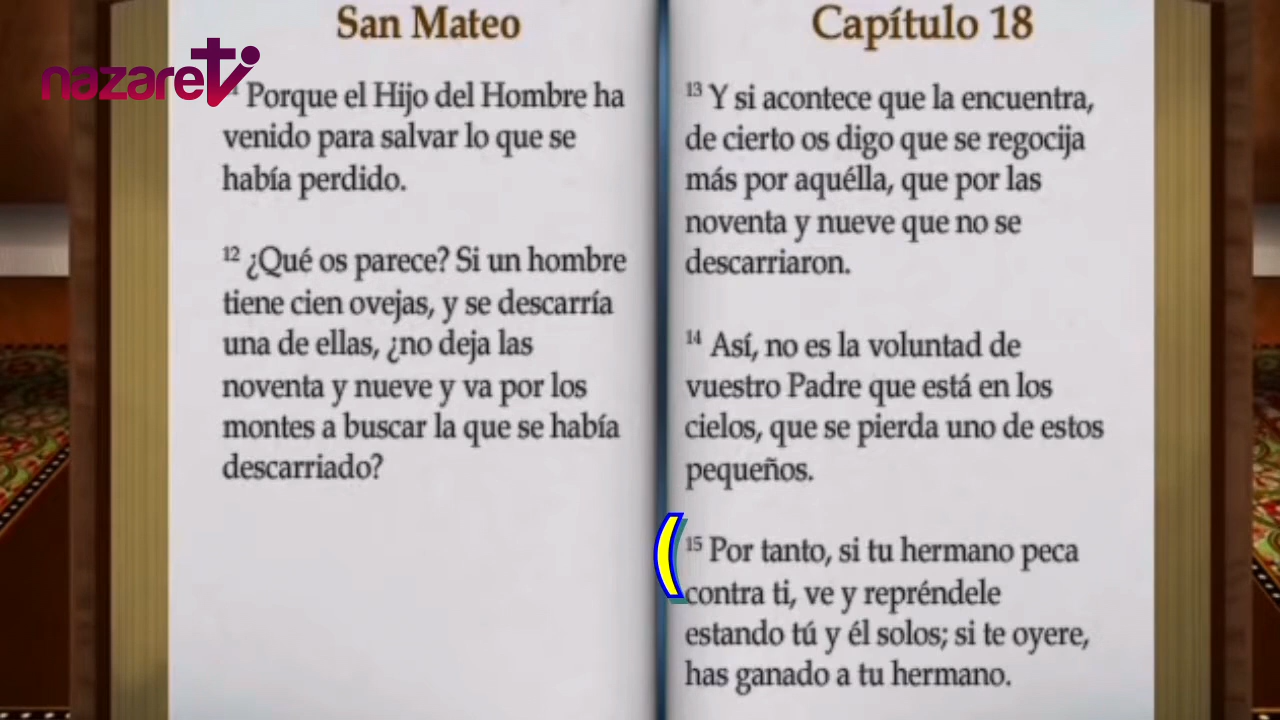 San Mateo
nazaretv
Porque el Hijo del Hombre ha
venido para salvar lo que se
había perdido.
12 ¿Qué os parece? Si un hombre
tiene cien ovejas, y se descarría
una de ellas, ¿no deja las
noventa y nueve y va por los
montes a buscar la que se había
descarriado?
Capítulo 18
13 Y si acontece que la encuentra,
de cierto os digo que se regocija
más por aquélla, que por las
noventa y nueve que no se
descarriaron.
14 Así, no es la voluntad de
vuestro Padre que está en los
cielos, que se pierda uno de estos
pequeños.
(
15 Por tanto, si tu hermano peca
contra ti, ve y repréndele
estando tú y él solos; si te oyere,
has ganado a tu hermano.